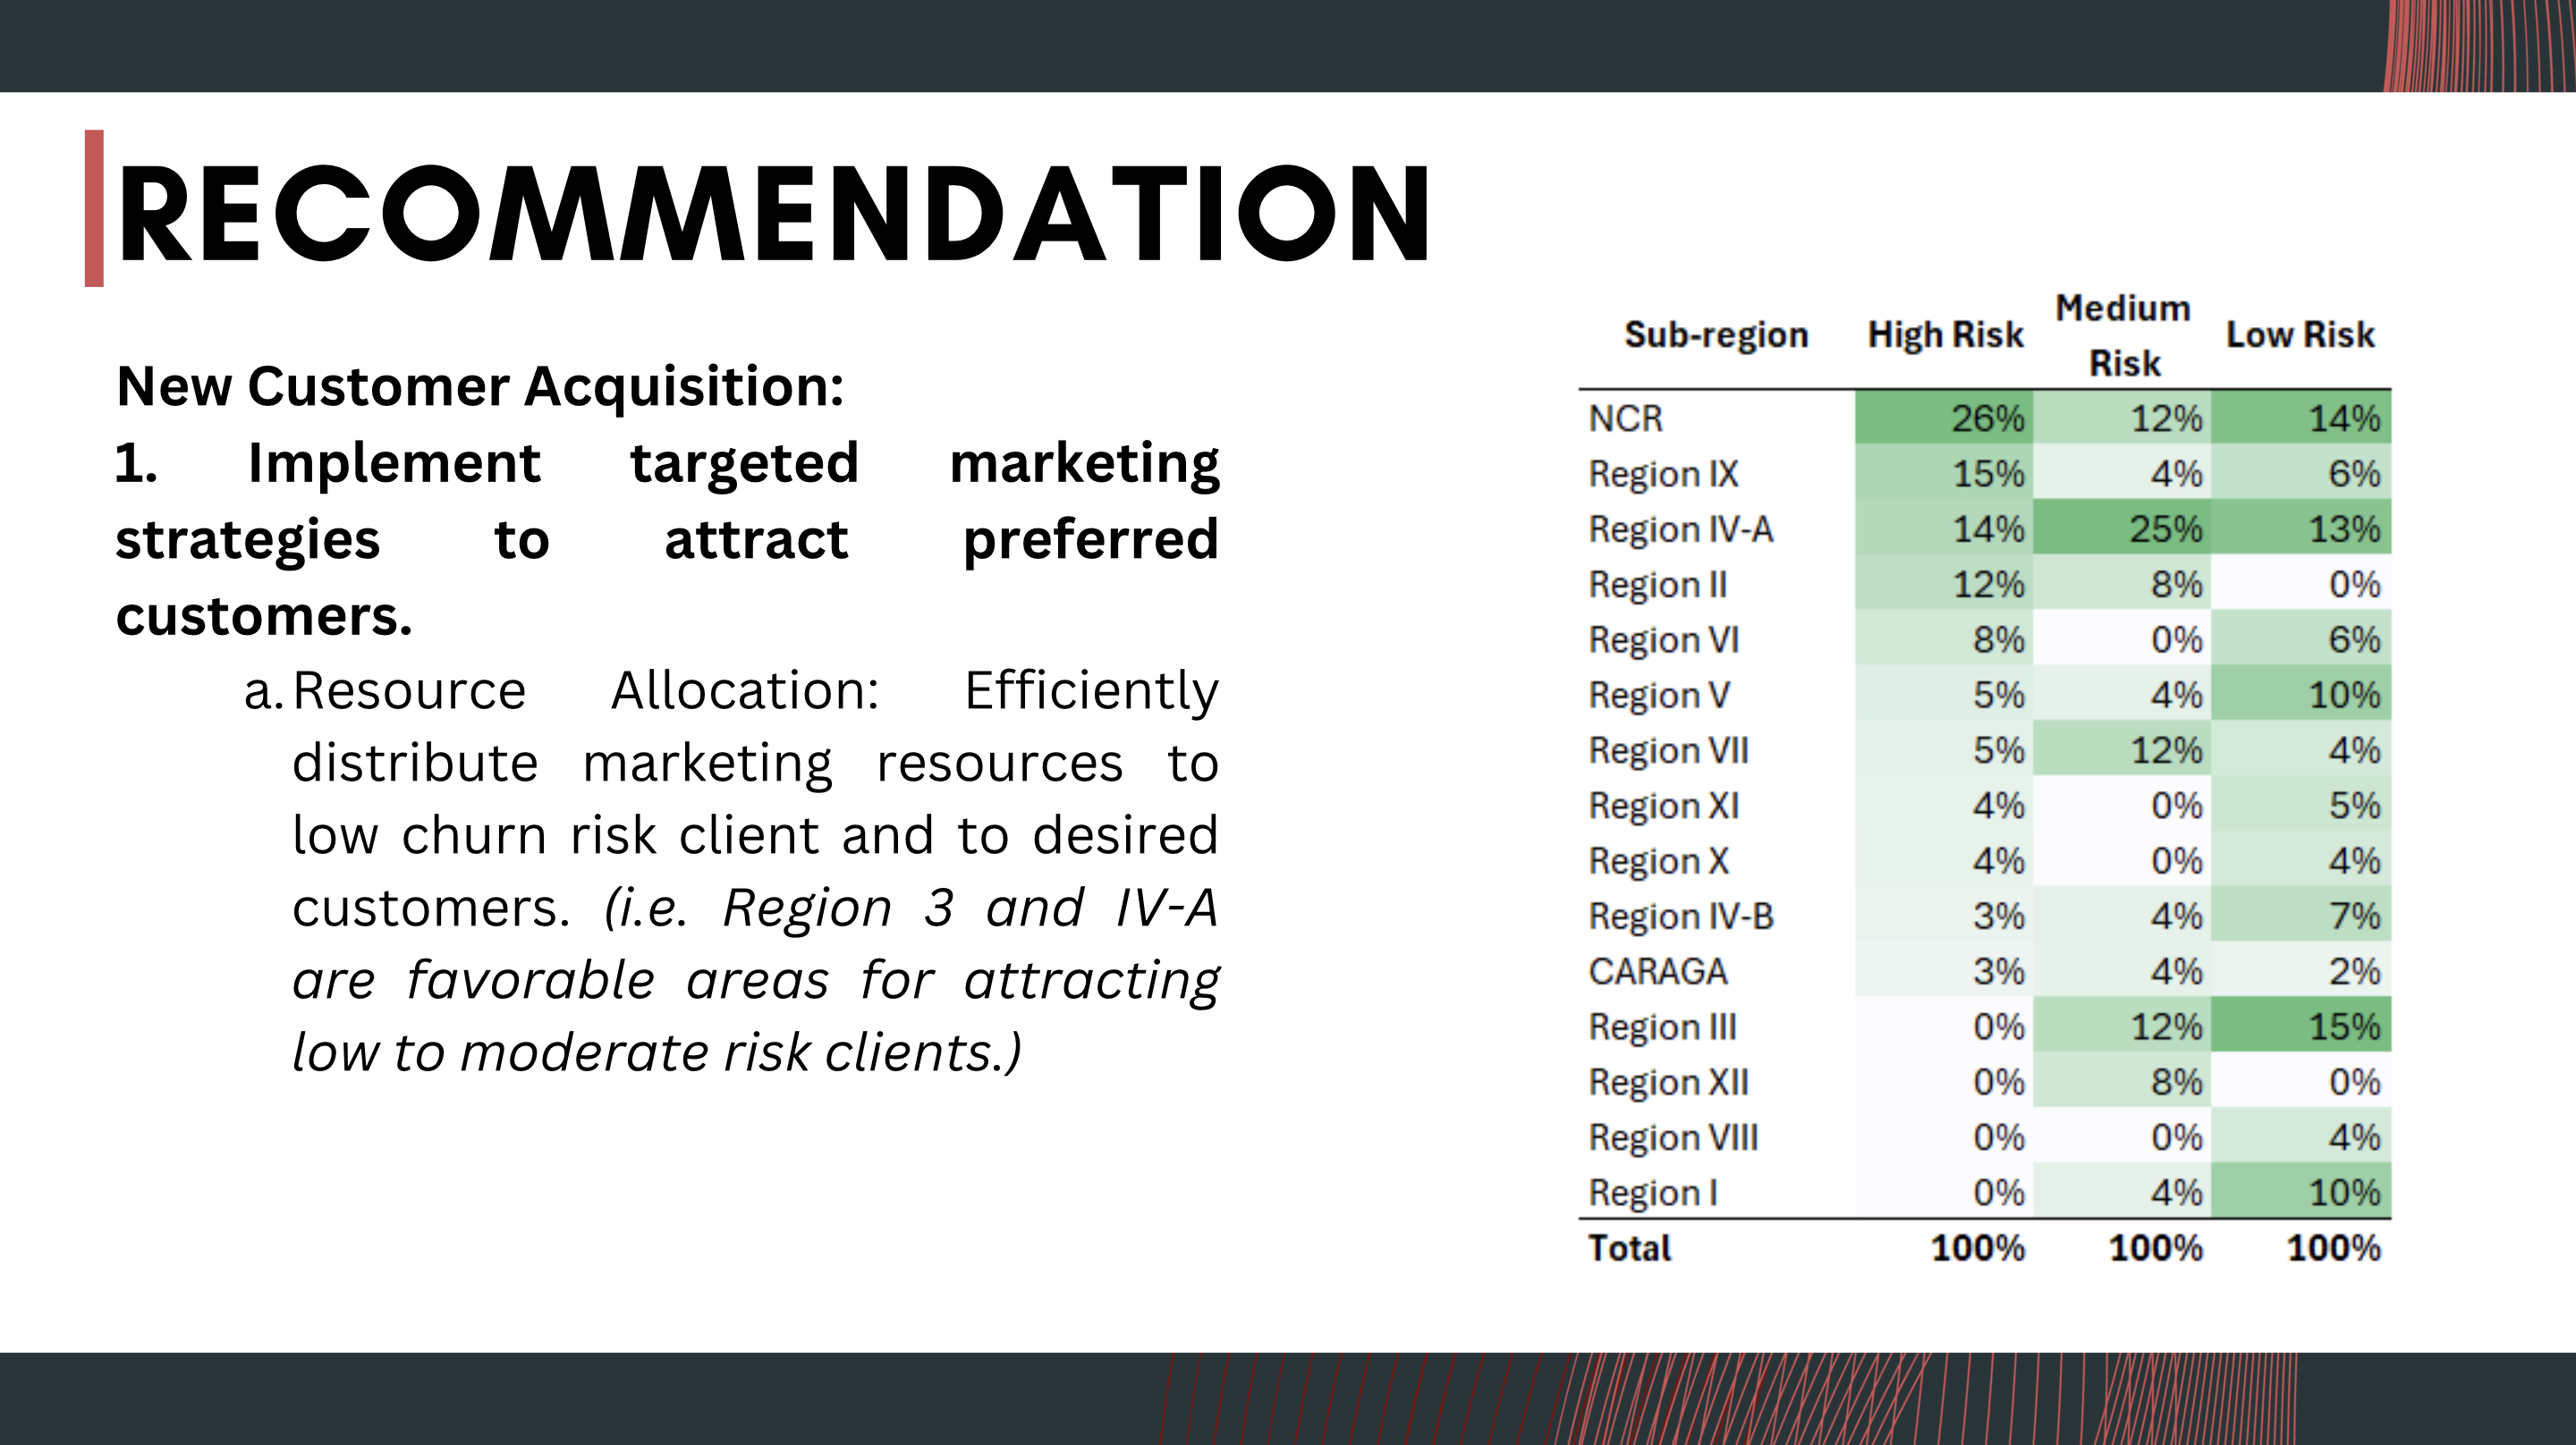 RECOMMENDATION
New Customer Acquisition:
1. Implement targeted marketing
strategies to attract preferred
customers.
a. Resource Allocation: Efficiently
distribute marketing resources to
low churn risk client and to desired
customers. (i.e. Region 3 and IV-A
are favorable areas for attracting
low to moderate risk clients.)
Sub-region High Risk Medium Risk Low Risk
NCR 26% 12% 14%
Region IX 15% 4% 6%
Region IV-A 14% 25% 13%
Region II 12% 8% 0%
Region VI 8% 0% 6%
Region V 5% 4% 10%
Region VII 5% 12% 4%
Region XI 4% 0% 5%
Region X 4% 0% 4%
Region IV-B 3% 4% 7%
CARAGA 3% 4% 2%
Region III 0% 12% 15%
Region XII 0% 8% 0%
Region VIII 0% 0% 4%
Region I 0% 4% 10%
Total 100% 100% 100%